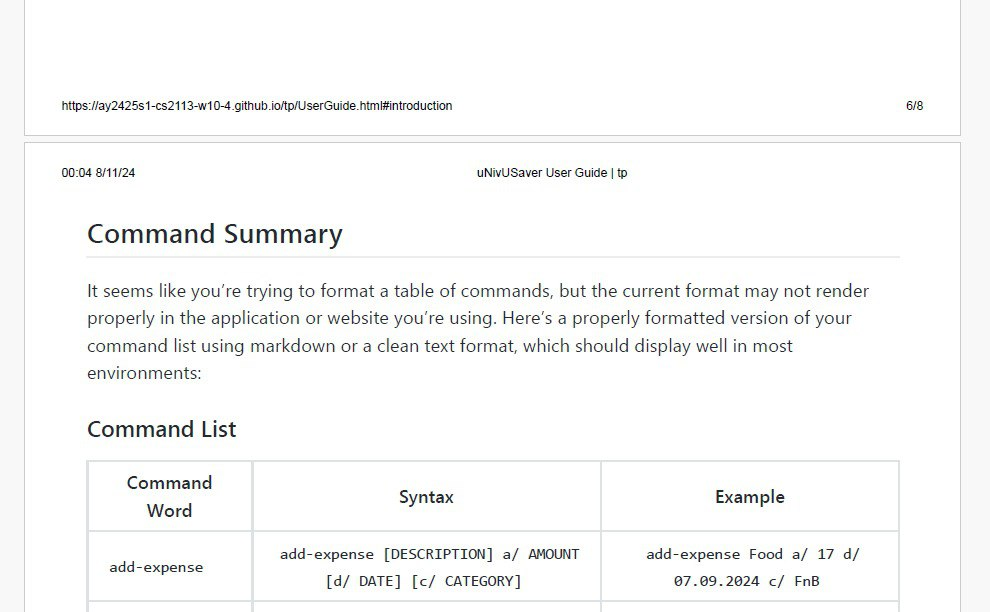 https://ay2425s1-cs2113-w10-4.github.io/tp/UserGuide.html#introduction 6/8
00:04 8/11/24 uNivUSaver User Guide | tp
Command Summary
It seems like you’re trying to format a table of commands, but the current format may not render
properly in the application or website you’re using. Here’s a properly formatted version of your
command list using markdown or a clean text format, which should display well in most
environments:
Command List
Command
Word
Syntax
Example
add-expense
add-expense [DESCRIPTION] a/ AMOUNT
[d/ DATE] [c/ CATEGORY]
add-expense Food a/ 17 d/
07.09.2024 c/ FnB